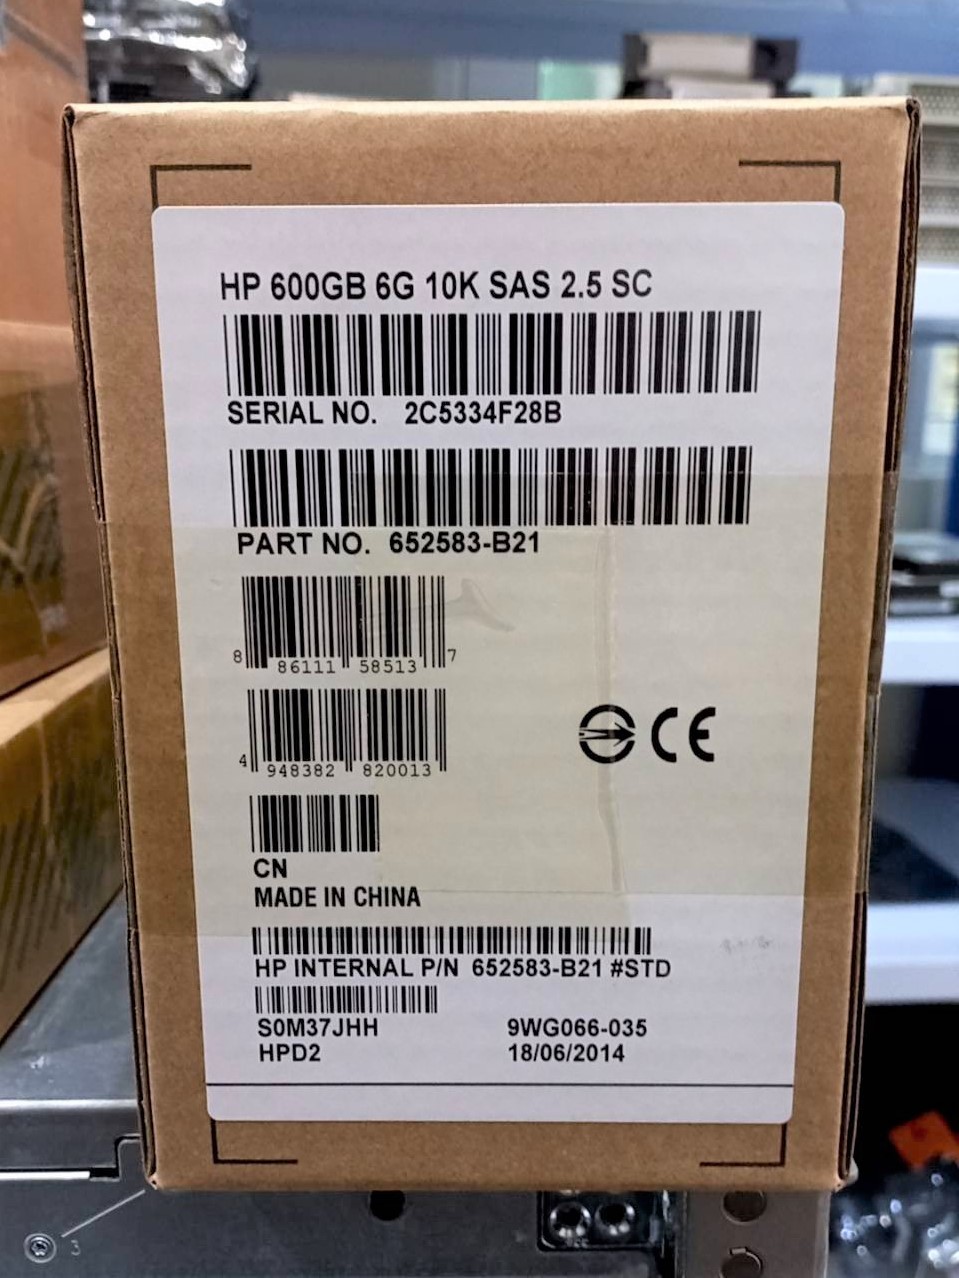 HP 600GB 6G 10K SAS 2.5 SC
SERIAL NO. 2C5334F28B
PART NO. 652583-B21
8 86111 58513 7
4 948382 820013
CE
CN
MADE IN CHINA
HP INTERNAL P/N 652583-B21 #STD
S0M37JHH 9WG066-035
HPD2 18/06/2014
3